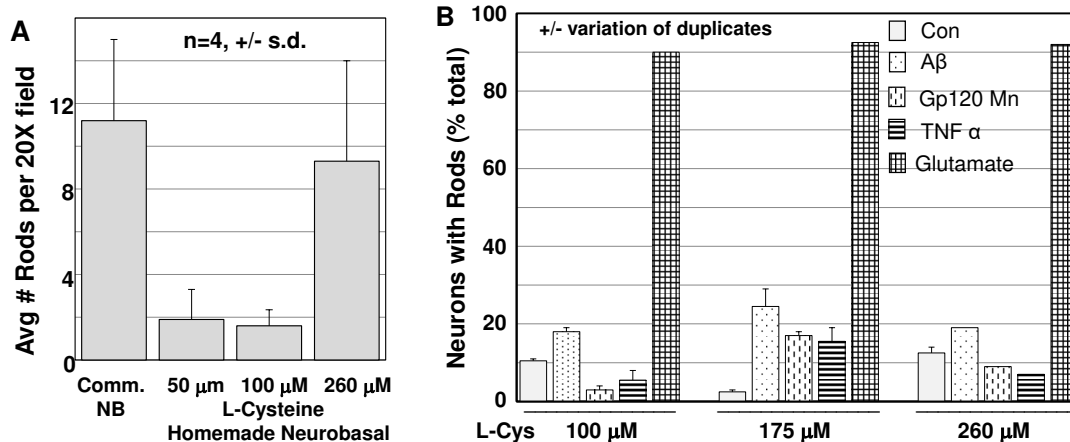 A
n=4, +/- s.d.
Avg # Rods per 20X field
12
8
4
0
Comm. NB
50 µm
100 µM
260 µM
L-Cysteine
Homemade Neurobasal
B
+/- variation of duplicates
Con
Aβ
Gp120 Mn
TNF α
Glutamate
Neurons with Rods (% total)
100
80
60
40
20
0
L-Cys
100 µM
175 µM
260 µM